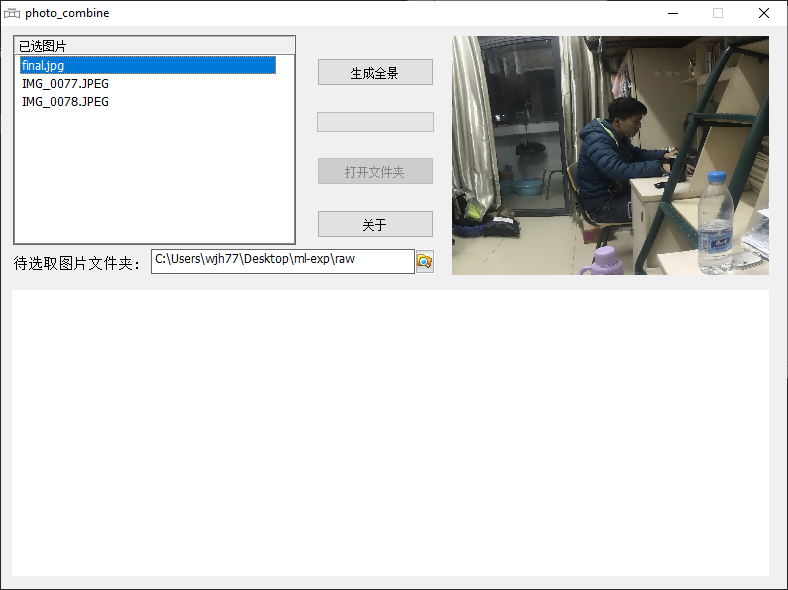 photo_combine
已选图片
final.jpg
IMG_0077.JPEG
IMG_0078.JPEG
生成全景
打开文件夹
关于
待选取图片文件夹：
C:\Users\wjh77\Desktop\ml-exp\raw